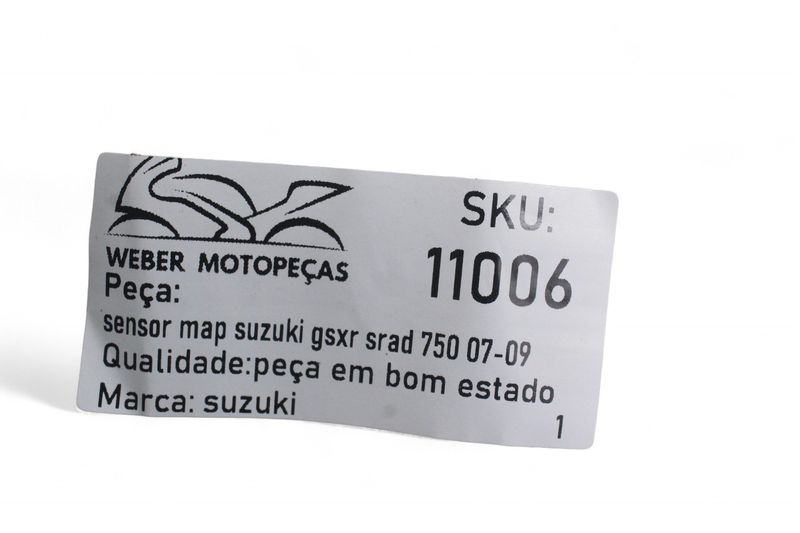 WEBER MOTOPEÇAS
SKU:
11006
Peça:
sensor map suzuki gsxr srad 750 07-09
Qualidade:peça em bom estado
Marca: suzuki
1